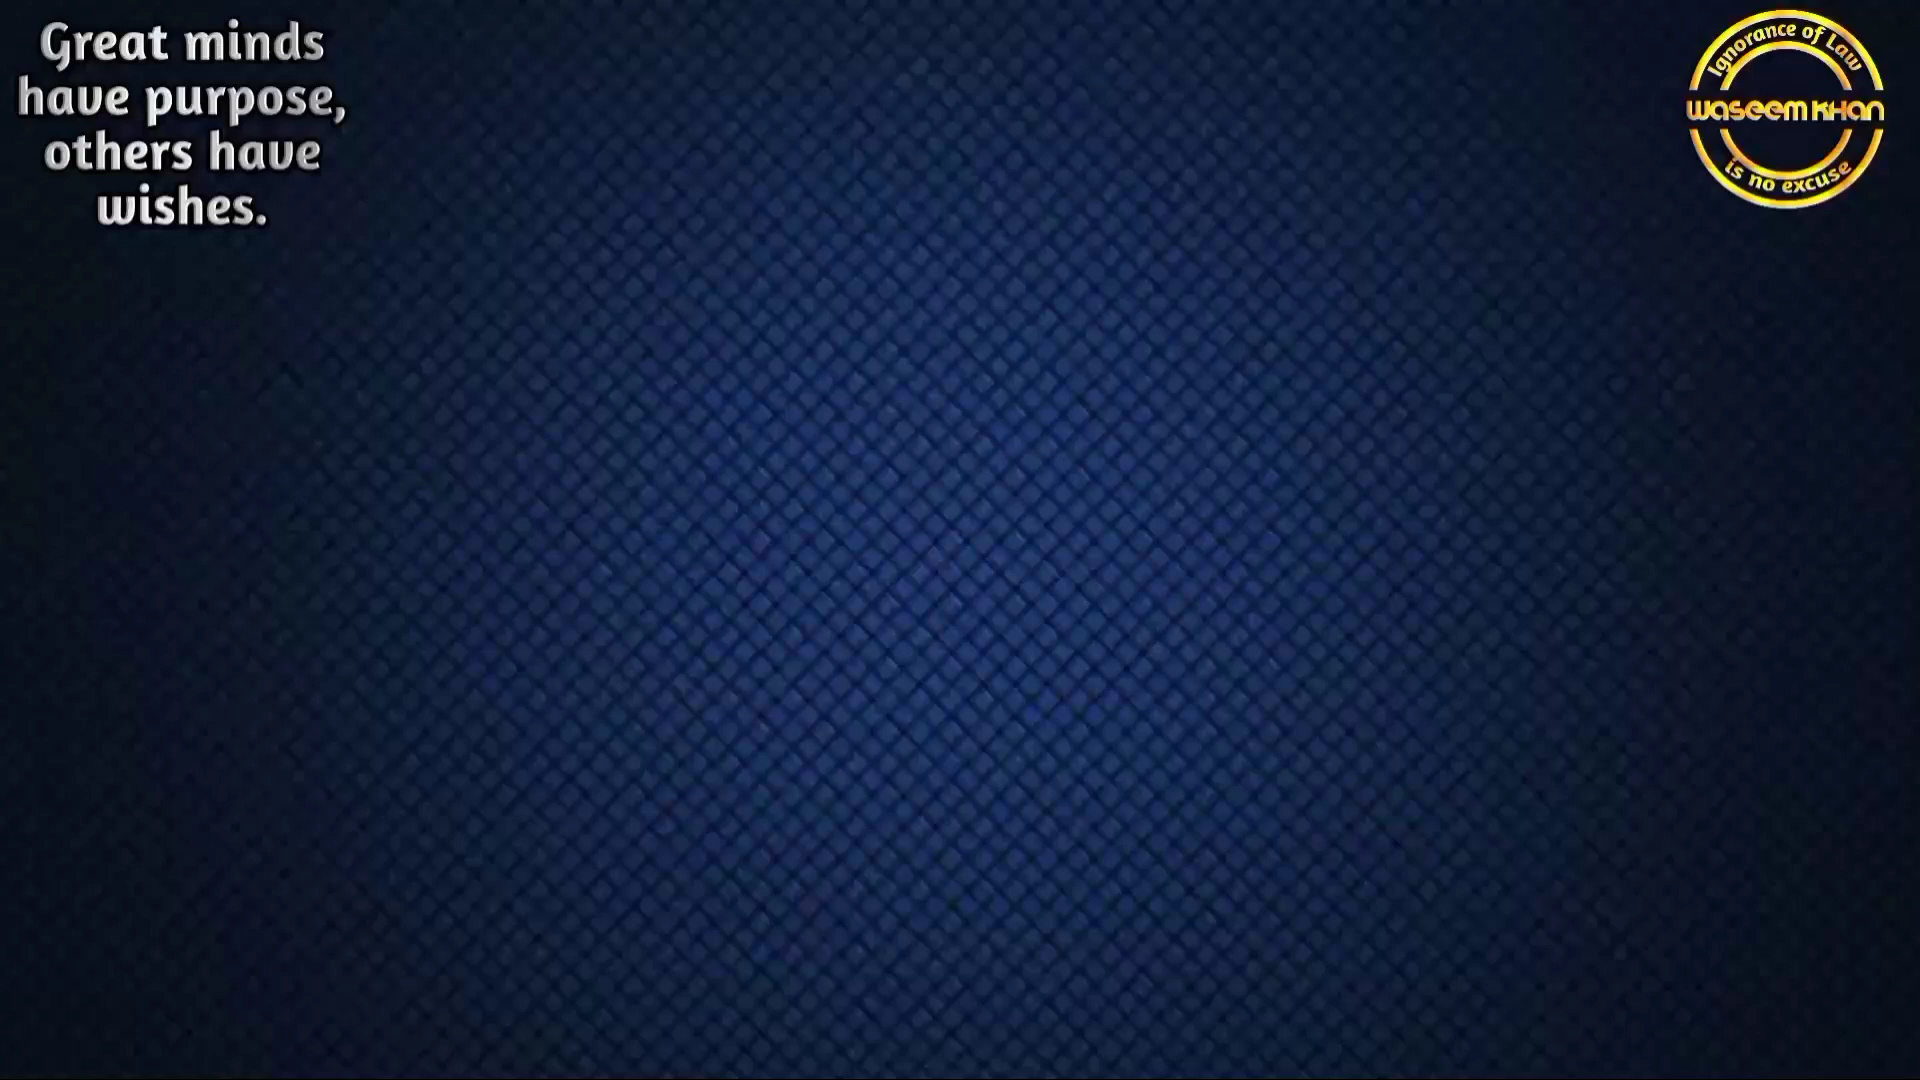 Great minds
have purpose,
others have
wishes.
Ignorance of Law
waseem KHan
is no excuse